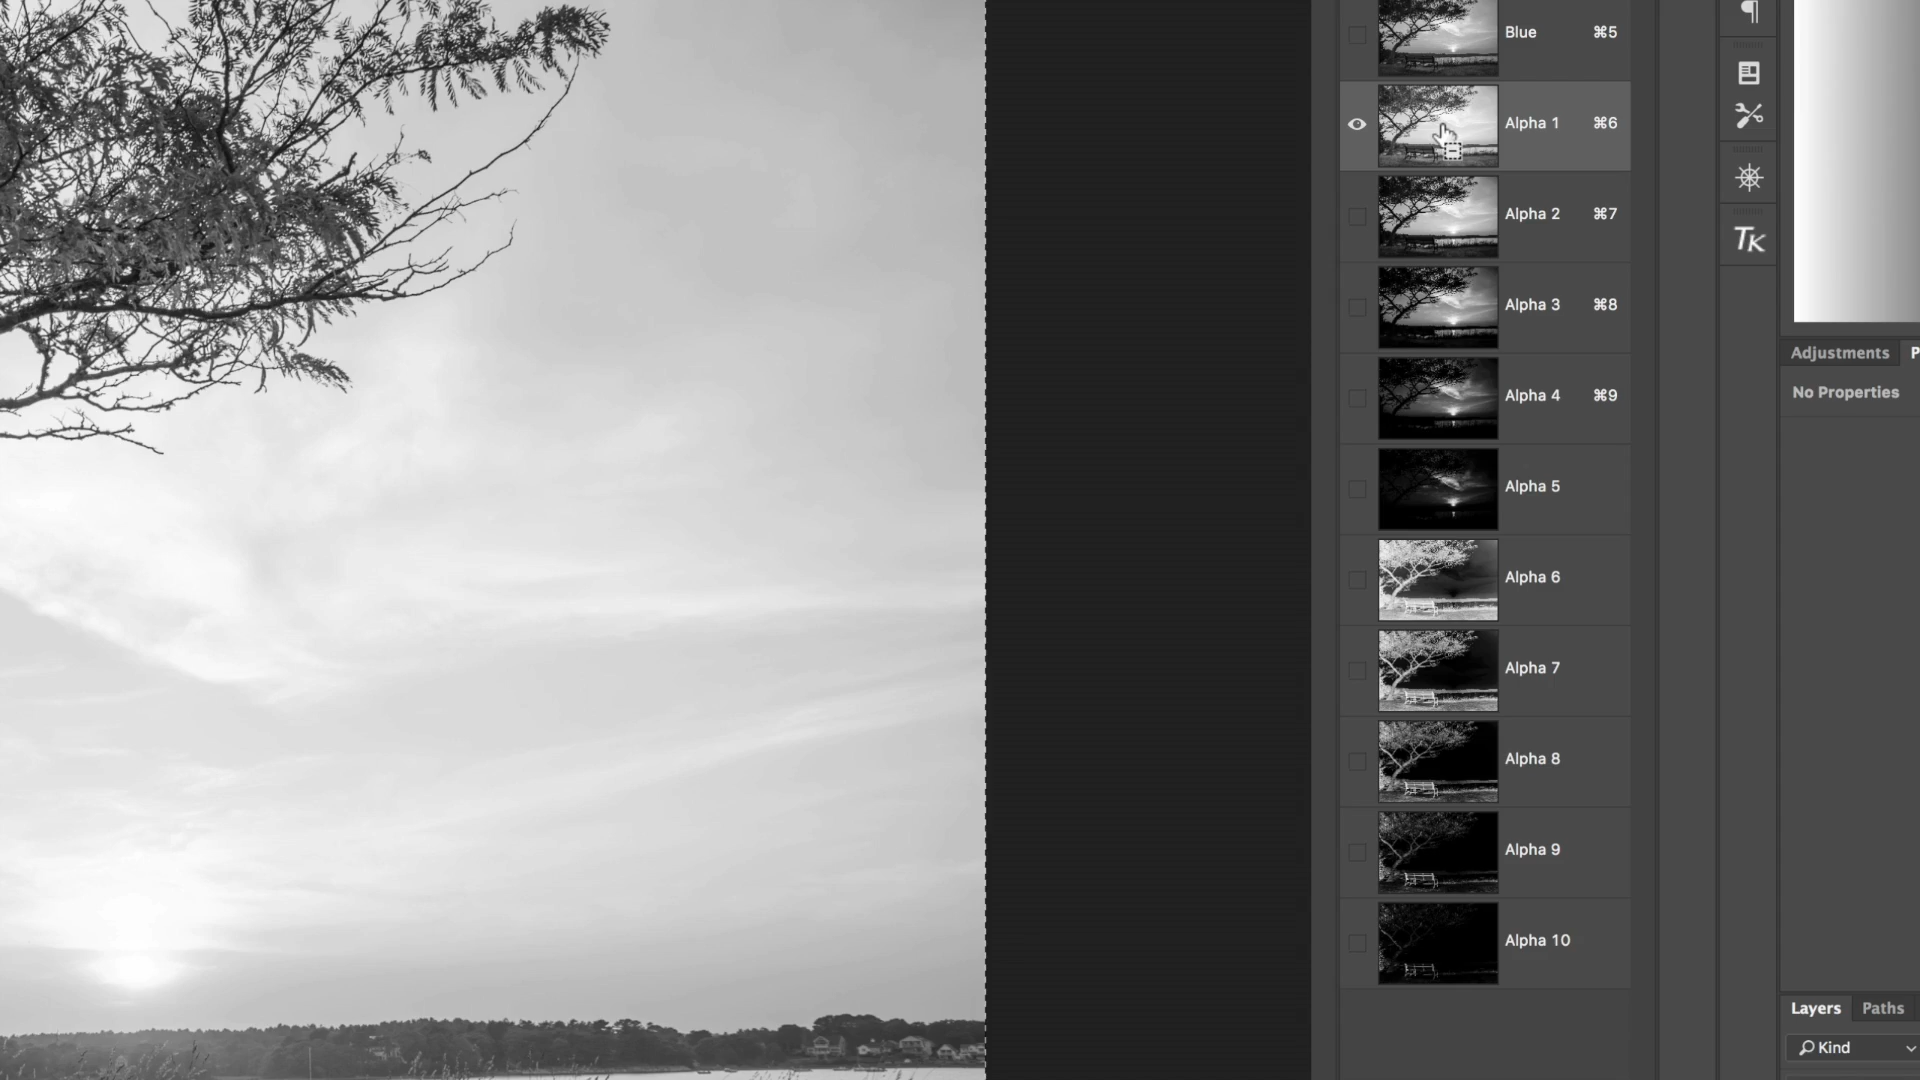 Blue ⌘5
Alpha 1 ⌘6
Alpha 2 ⌘7
Alpha 3 ⌘8
Alpha 4 ⌘9
Alpha 5
Alpha 6
Alpha 7
Alpha 8
Alpha 9
Alpha 10
TK
Adjustments P
No Properties
Layers Paths
Kind